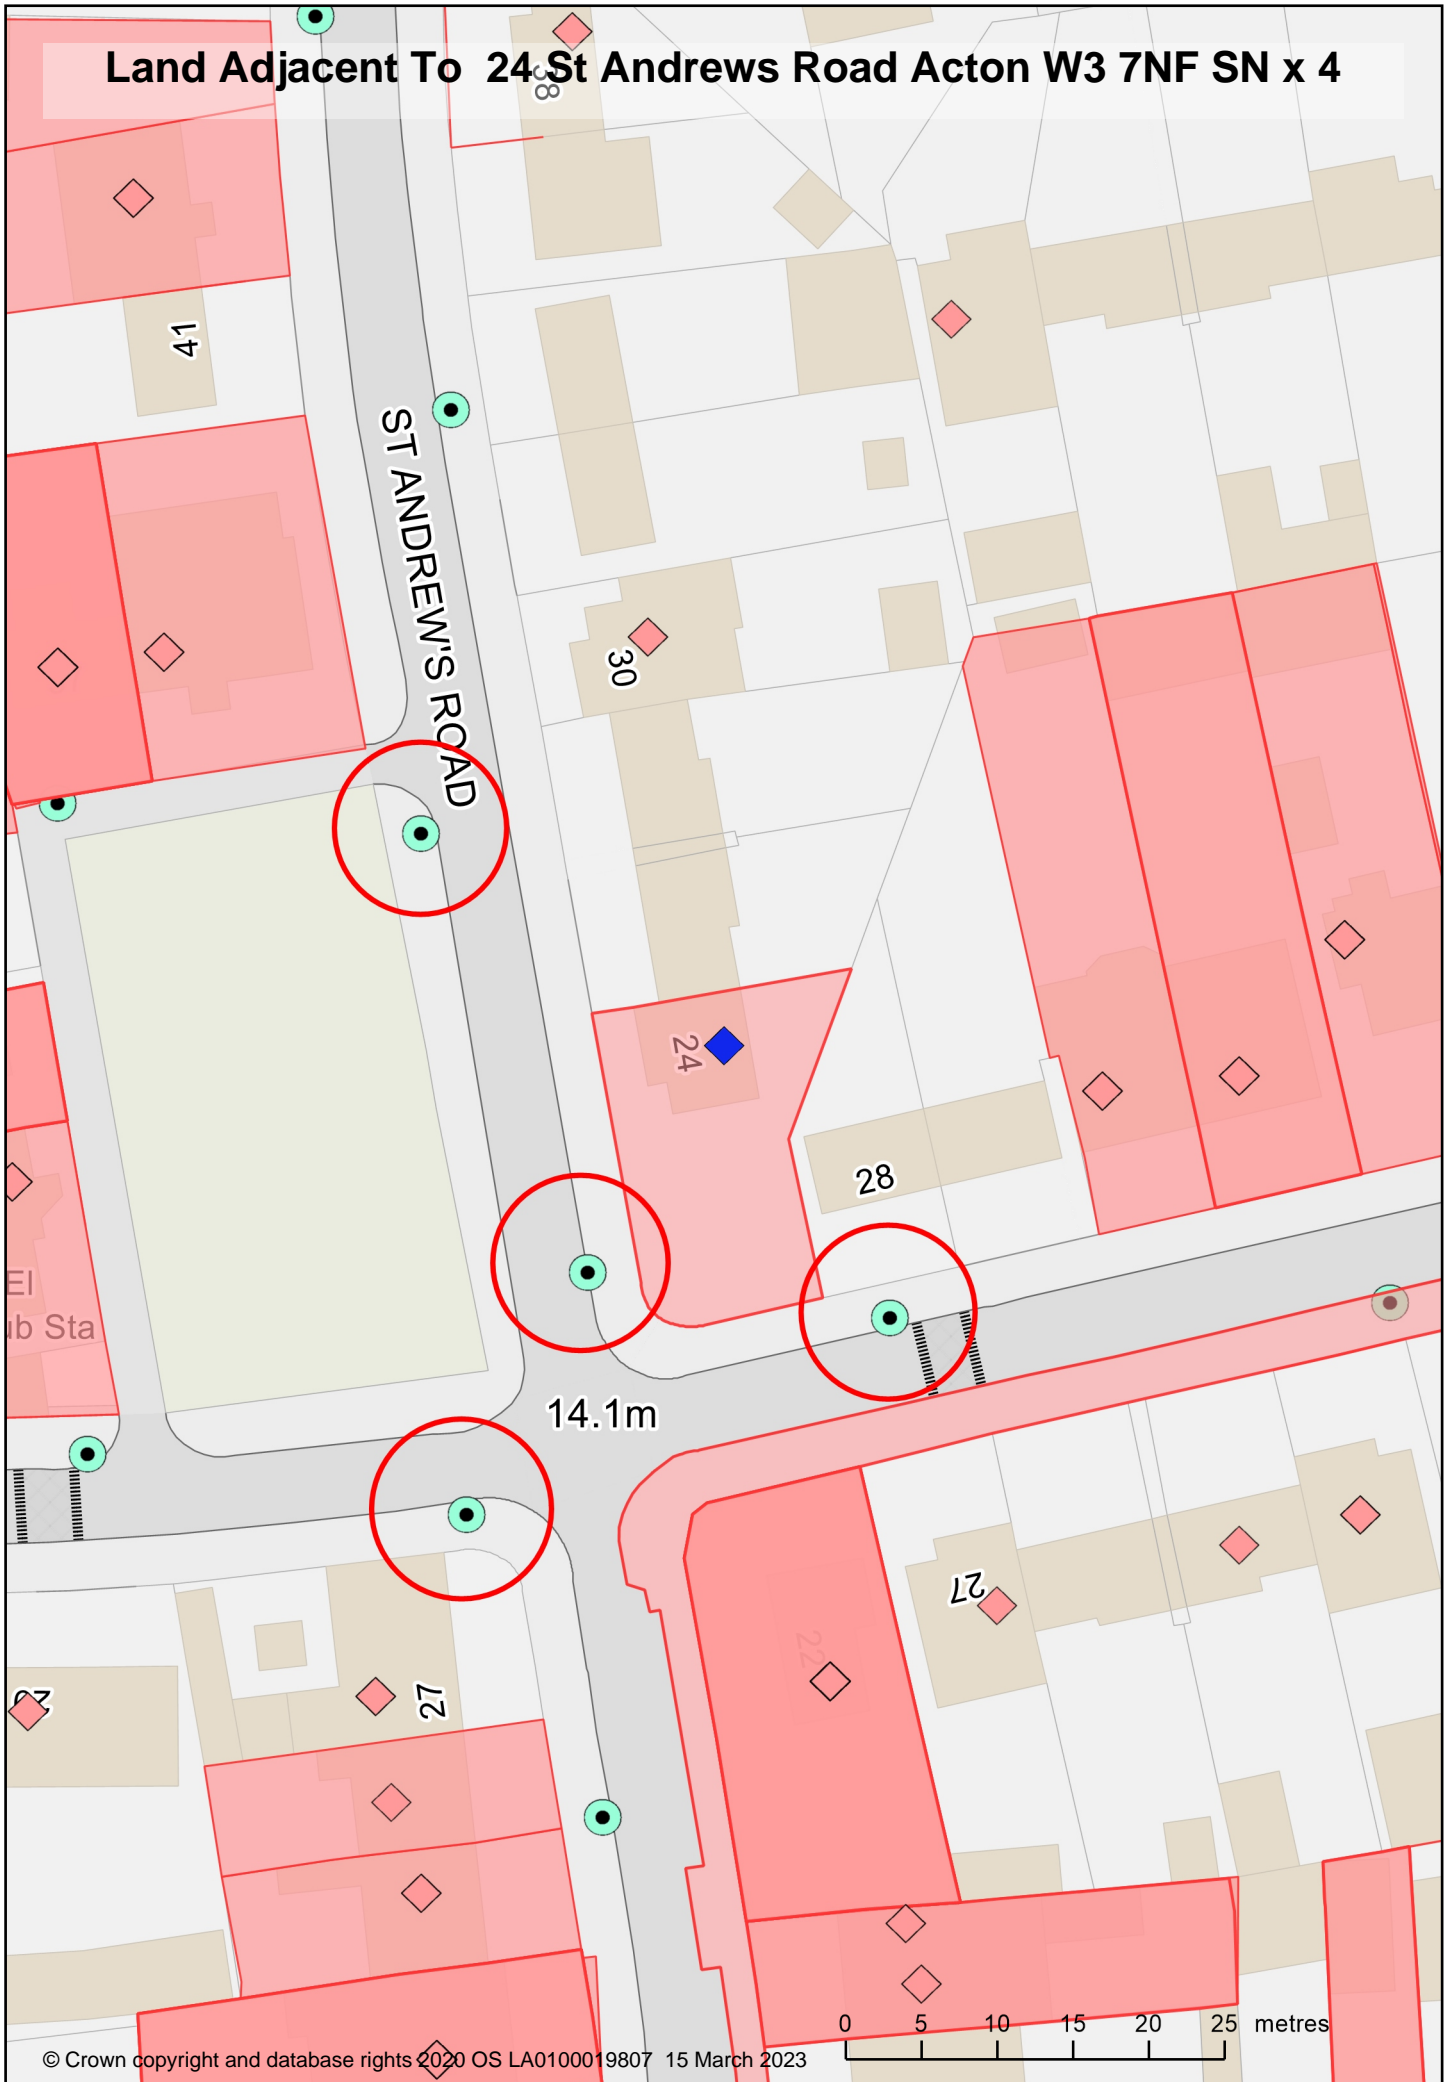 Land Adjacent To 24 St Andrews Road Acton W3 7NF SN x 4
38
41
ST ANDREW'S ROAD
30
24
28
El
ub Sta
14.1m
27
22
27
0 5 10 15 20 25 metres
© Crown copyright and database rights 2020 OS LA0100019807 15 March 2023